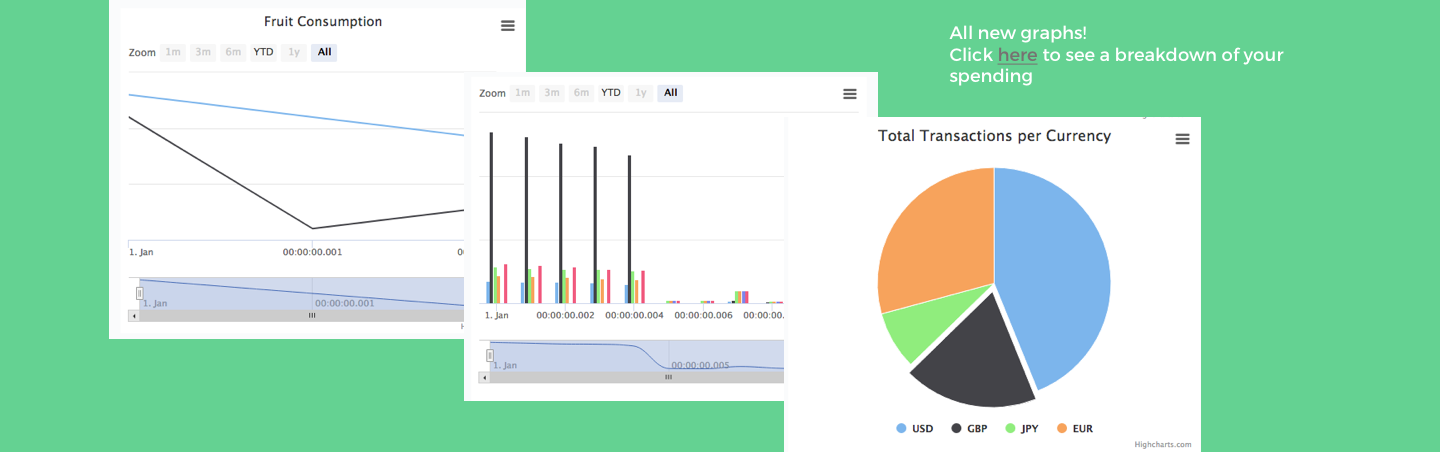 Fruit Consumption
Zoom 1m 3m 6m YTD 1y All
1. Jan 00:00:00.001 00
1. Jan 00:00:00.001
H
Zoom 1m 3m 6m YTD 1y All
1. Jan 00:00:00.002 00:00:00.004 00:00:00.006 00:00:00.
1. Jan 00:00:00.005
All new graphs!
Click here to see a breakdown of your
spending
Total Transactions per Currency
USD GBP JPY EUR
Highcharts.com